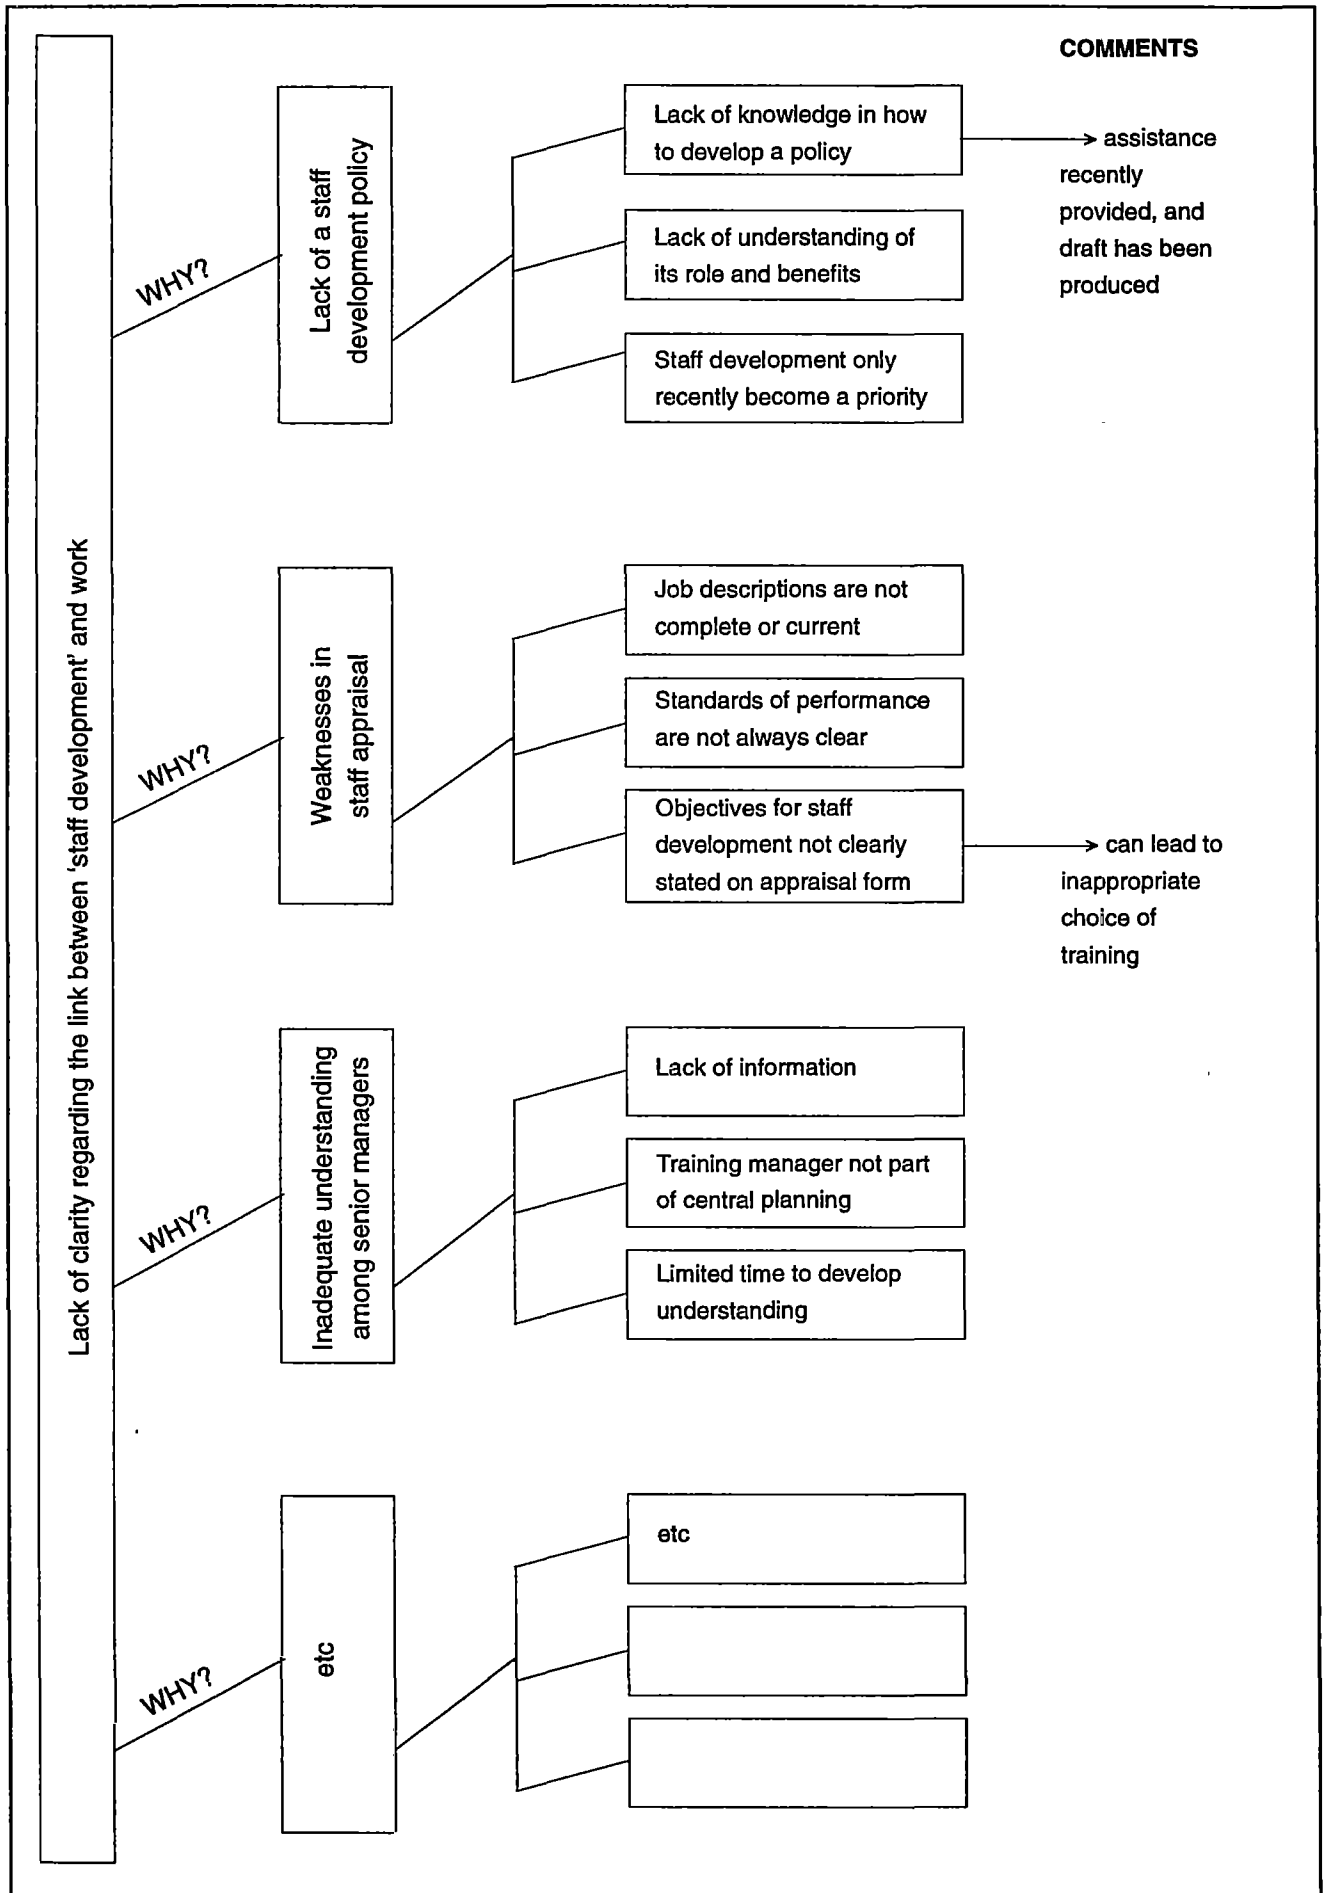 COMMENTS
Lack of clarity regarding the link between ‘staff development’ and work
WHY?
Lack of a staff
development policy
Lack of knowledge in how
to develop a policy
assistance
recently
provided, and
draft has been
produced
Lack of understanding of
its role and benefits
Staff development only
recently become a priority
WHY?
Weaknesses in
staff appraisal
Job descriptions are not
complete or current
Standards of performance
are not always clear
Objectives for staff
development not clearly
stated on appraisal form
can lead to
inappropriate
choice of
training
WHY?
Inadequate understanding
among senior managers
Lack of information
Training manager not part
of central planning
Limited time to develop
understanding
WHY?
etc
etc